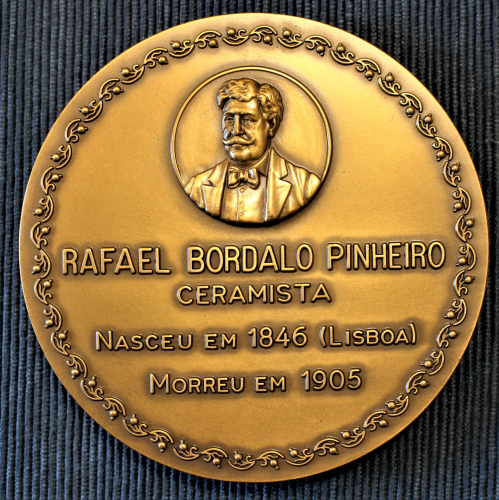 RAFAEL BORDALO PINHEIRO
CERAMISTA
NASCEU EM 1846 (LISBOA)
MORREU EM 1905